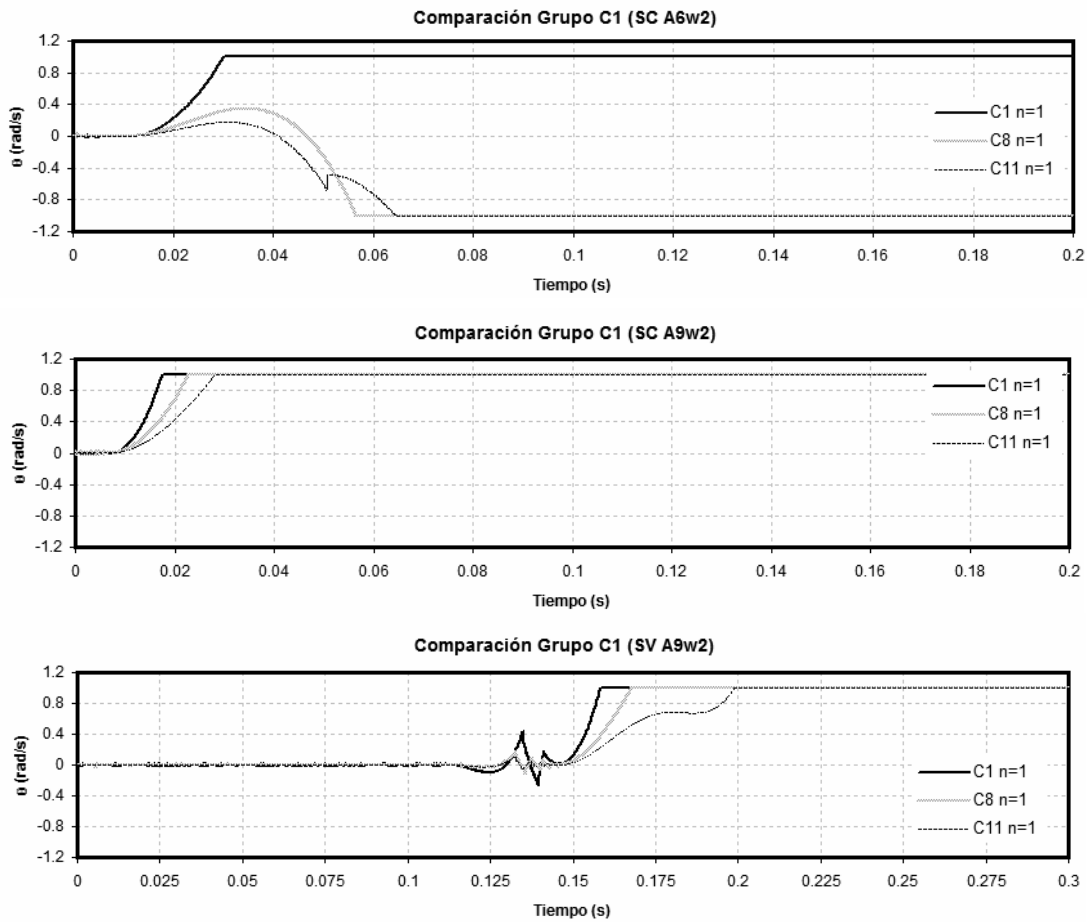 Comparación Grupo C1 (SC A6w2)
1.2
0.8
0.4
0
-0.4
-0.8
-1.2
θ (rad/s)
C1 n=1
C8 n=1
C11 n=1
0 0.02 0.04 0.06 0.08 0.1 0.12 0.14 0.16 0.18 0.2
Tiempo (s)
Comparación Grupo C1 (SC A9w2)
1.2
0.8
0.4
0
-0.4
-0.8
-1.2
θ (rad/s)
C1 n=1
C8 n=1
C11 n=1
0 0.02 0.04 0.06 0.08 0.1 0.12 0.14 0.16 0.18 0.2
Tiempo (s)
Comparación Grupo C1 (SV A9w2)
1.2
0.8
0.4
0
-0.4
-0.8
-1.2
θ (rad/s)
C1 n=1
C8 n=1
C11 n=1
0 0.025 0.05 0.075 0.1 0.125 0.15 0.175 0.2 0.225 0.25 0.275 0.3
Tiempo (s)